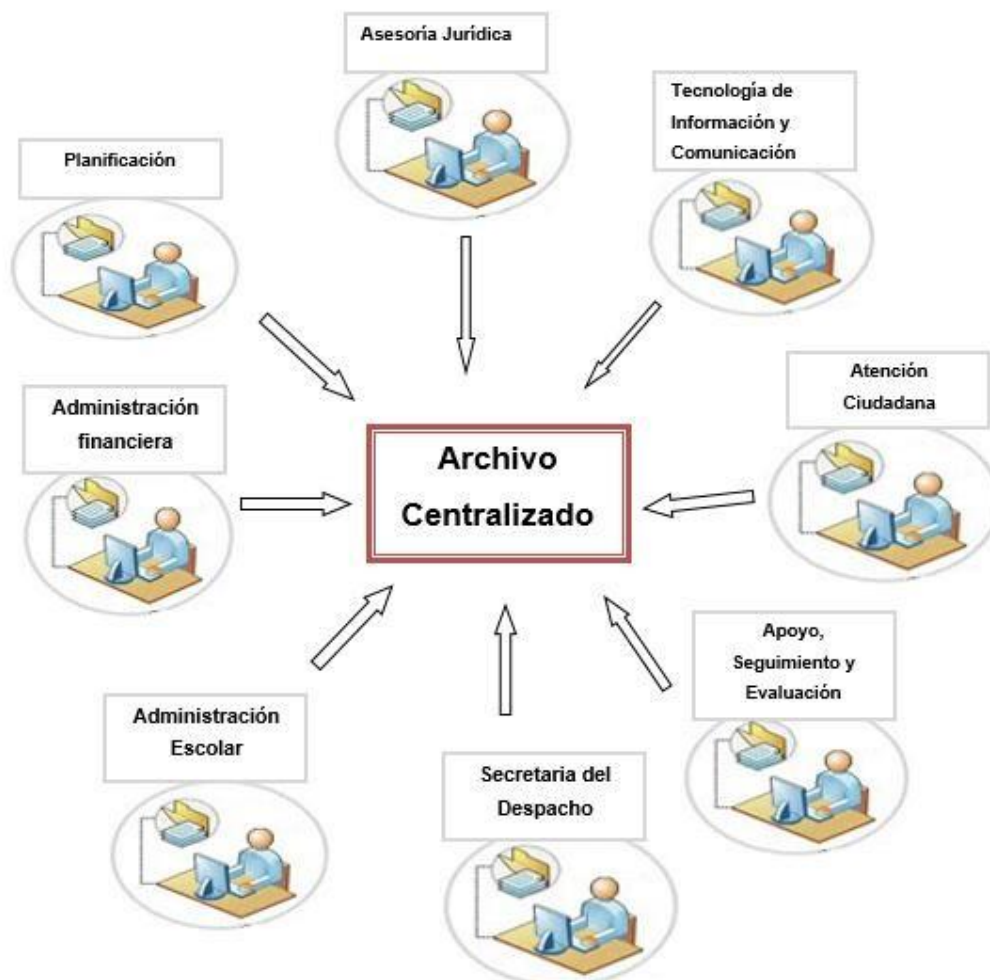 Asesoría Jurídica
Tecnología de
Información y
Comunicación
Planificación
Atención
Ciudadana
Administración
financiera
Archivo
Centralizado
Apoyo,
Seguimiento y
Evaluación
Administración
Escolar
Secretaria del
Despacho